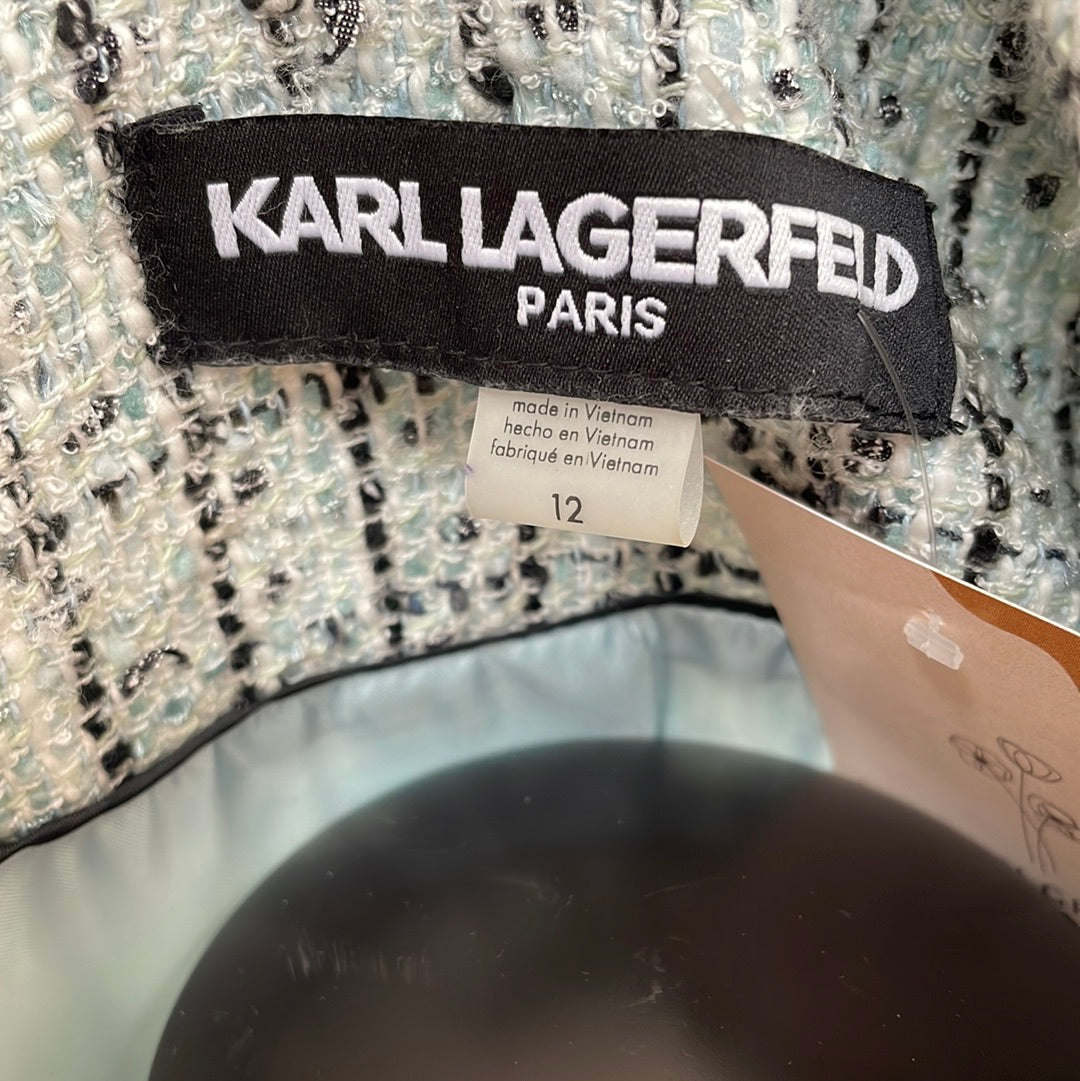 KARL LAGERFELD
PARIS
made in Vietnam
hecho en Vietnam
fabriqué en Vietnam
12